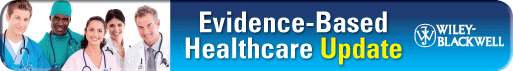 Evidence-Based
Healthcare Update
WILEY-
BLACKWELL